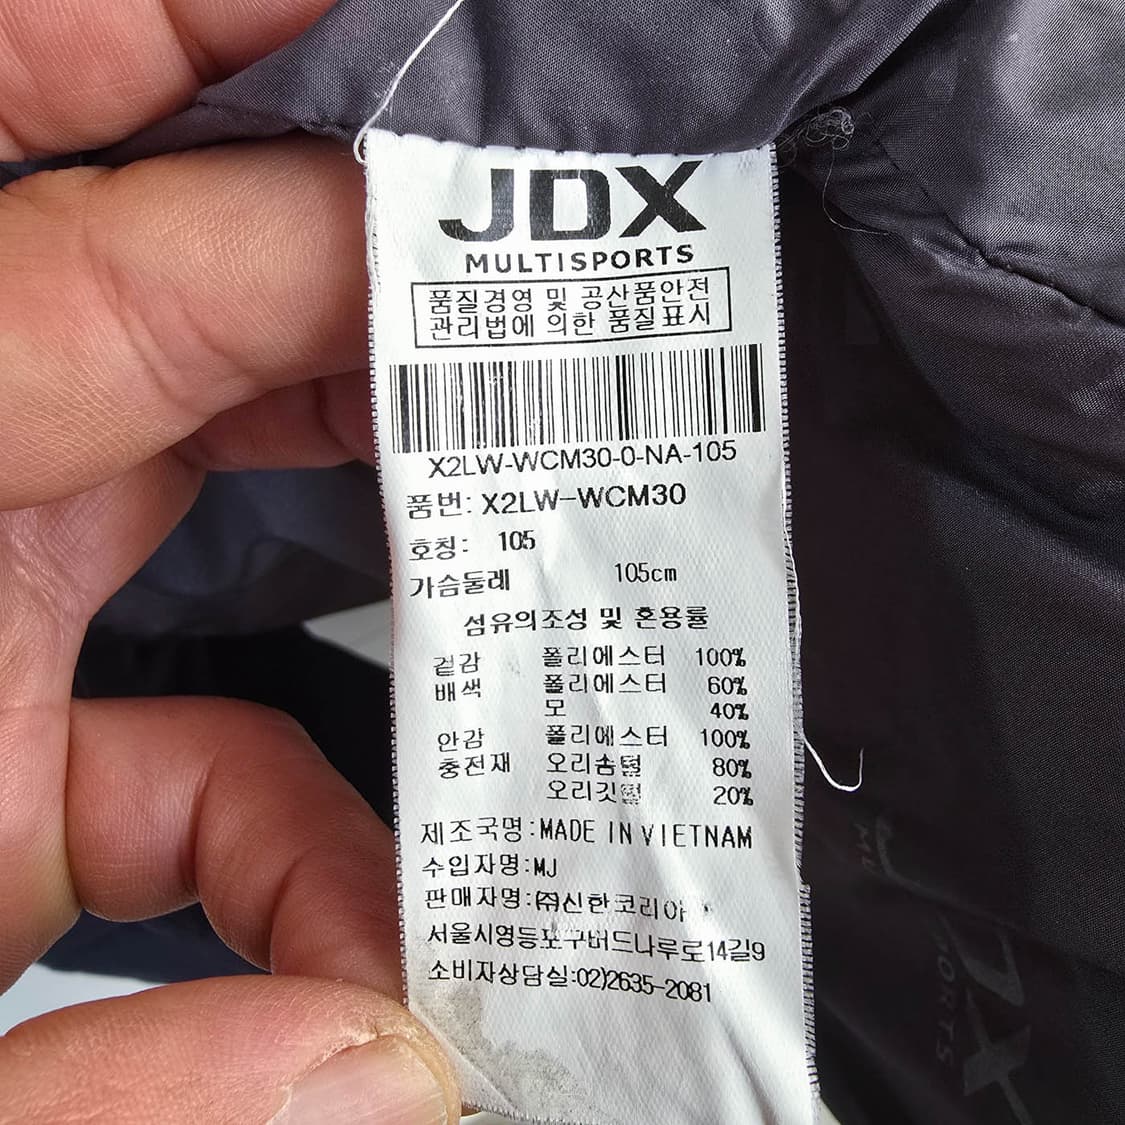 JDX
MULTISPORTS
품질경영 및 공산품안전
관리법에 의한 품질표시
X2LW-WCM30-0-NA-105
품번: X2LW-WCM30
호칭: 105
가슴둘레 105cm
섬유의조성 및 혼용률
겉감 폴리에스터 100%
배색 폴리에스터 60%
모 40%
안감 폴리에스터 100%
충전재 오리솜털 80%
오리깃털 20%
제조국명:MADE IN VIETNAM
수입자명:MJ
판매자명:㈜신한코리아
서울시영등포구버드나루로14길9
소비자상담실:02)2635-2081